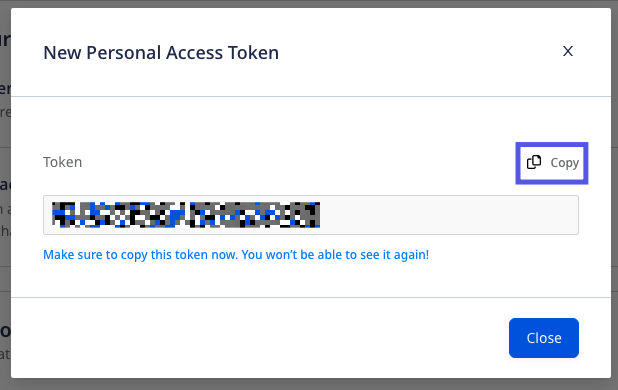 New Personal Access Token
X
Token
Copy
Make sure to copy this token now. You won't be able to see it again!
Close